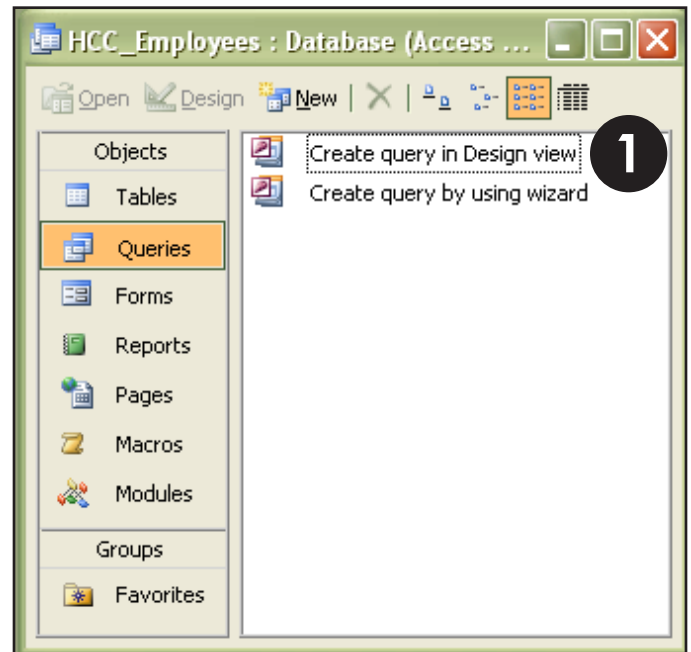 HCC_Employees : Database (Access ...
Open Design New
Objects
Tables
Queries
Forms
Reports
Pages
Macros
Modules
Groups
Favorites
Create query in Design view
1
Create query by using wizard